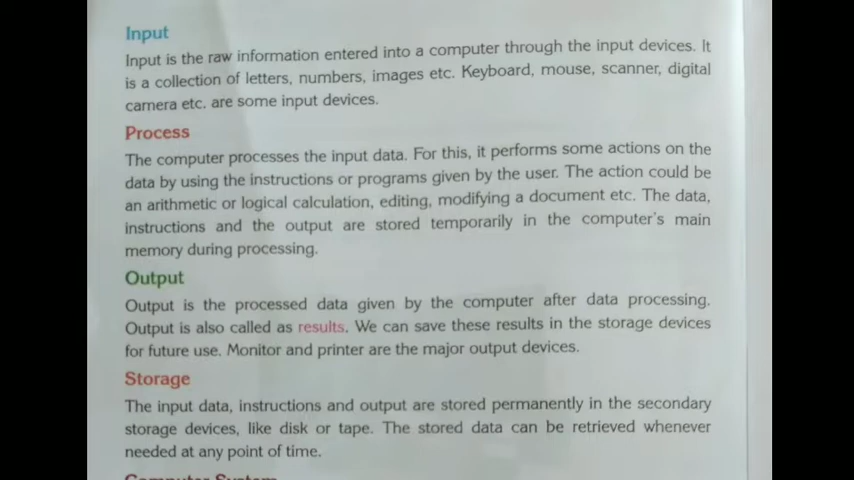 Input
Input is the raw information entered into a computer through the input devices. It
is a collection of letters, numbers, images etc. Keyboard, mouse, scanner, digital
camera etc. are some input devices.
Process
The computer processes the input data. For this, it performs some actions on the
data by using the instructions or programs given by the user. The action could be
an arithmetic or logical calculation, editing, modifying a document etc. The data,
instructions and the output are stored temporarily in the computer's main
memory during processing.
Output
Output is the processed data given by the computer after data processing.
Output is also called as results. We can save these results in the storage devices
for future use. Monitor and printer are the major output devices.
Storage
The input data, instructions and output are stored permanently in the secondary
storage devices, like disk or tape. The stored data can be retrieved whenever
needed at any point of time.
Computer System